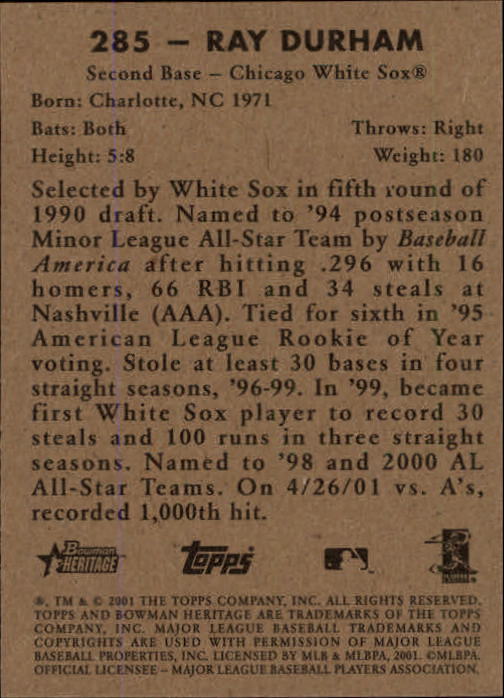 285 – RAY DURHAM
Second Base – Chicago White Sox®
Born: Charlotte, NC 1971
Bats: Both Throws: Right
Height: 5:8 Weight: 180
Selected by White Sox in fifth round of
1990 draft. Named to '94 postseason
Minor League All-Star Team by Baseball
America after hitting .296 with 16
homers, 66 RBI and 34 steals at
Nashville (AAA). Tied for sixth in '95
American League Rookie of Year
voting. Stole at least 30 bases in four
straight seasons, '96-99. In '99, became
first White Sox player to record 30
steals and 100 runs in three straight
seasons. Named to '98 and 2000 AL
All-Star Teams. On 4/26/01 vs. A's,
recorded 1,000th hit.
Bowman HERITAGE Topps
®, TM & © 2001 THE TOPPS COMPANY, INC. ALL RIGHTS RESERVED.
TOPPS AND BOWMAN HERITAGE ARE TRADEMARKS OF THE TOPPS
COMPANY, INC. MAJOR LEAGUE BASEBALL TRADEMARKS AND
COPYRIGHTS ARE USED WITH PERMISSION OF MAJOR LEAGUE
BASEBALL PROPERTIES, INC. LICENSED BY MLB & MLBPA, 2001. ©MLBPA.
OFFICIAL LICENSEE – MAJOR LEAGUE BASEBALL PLAYERS ASSOCIATION.